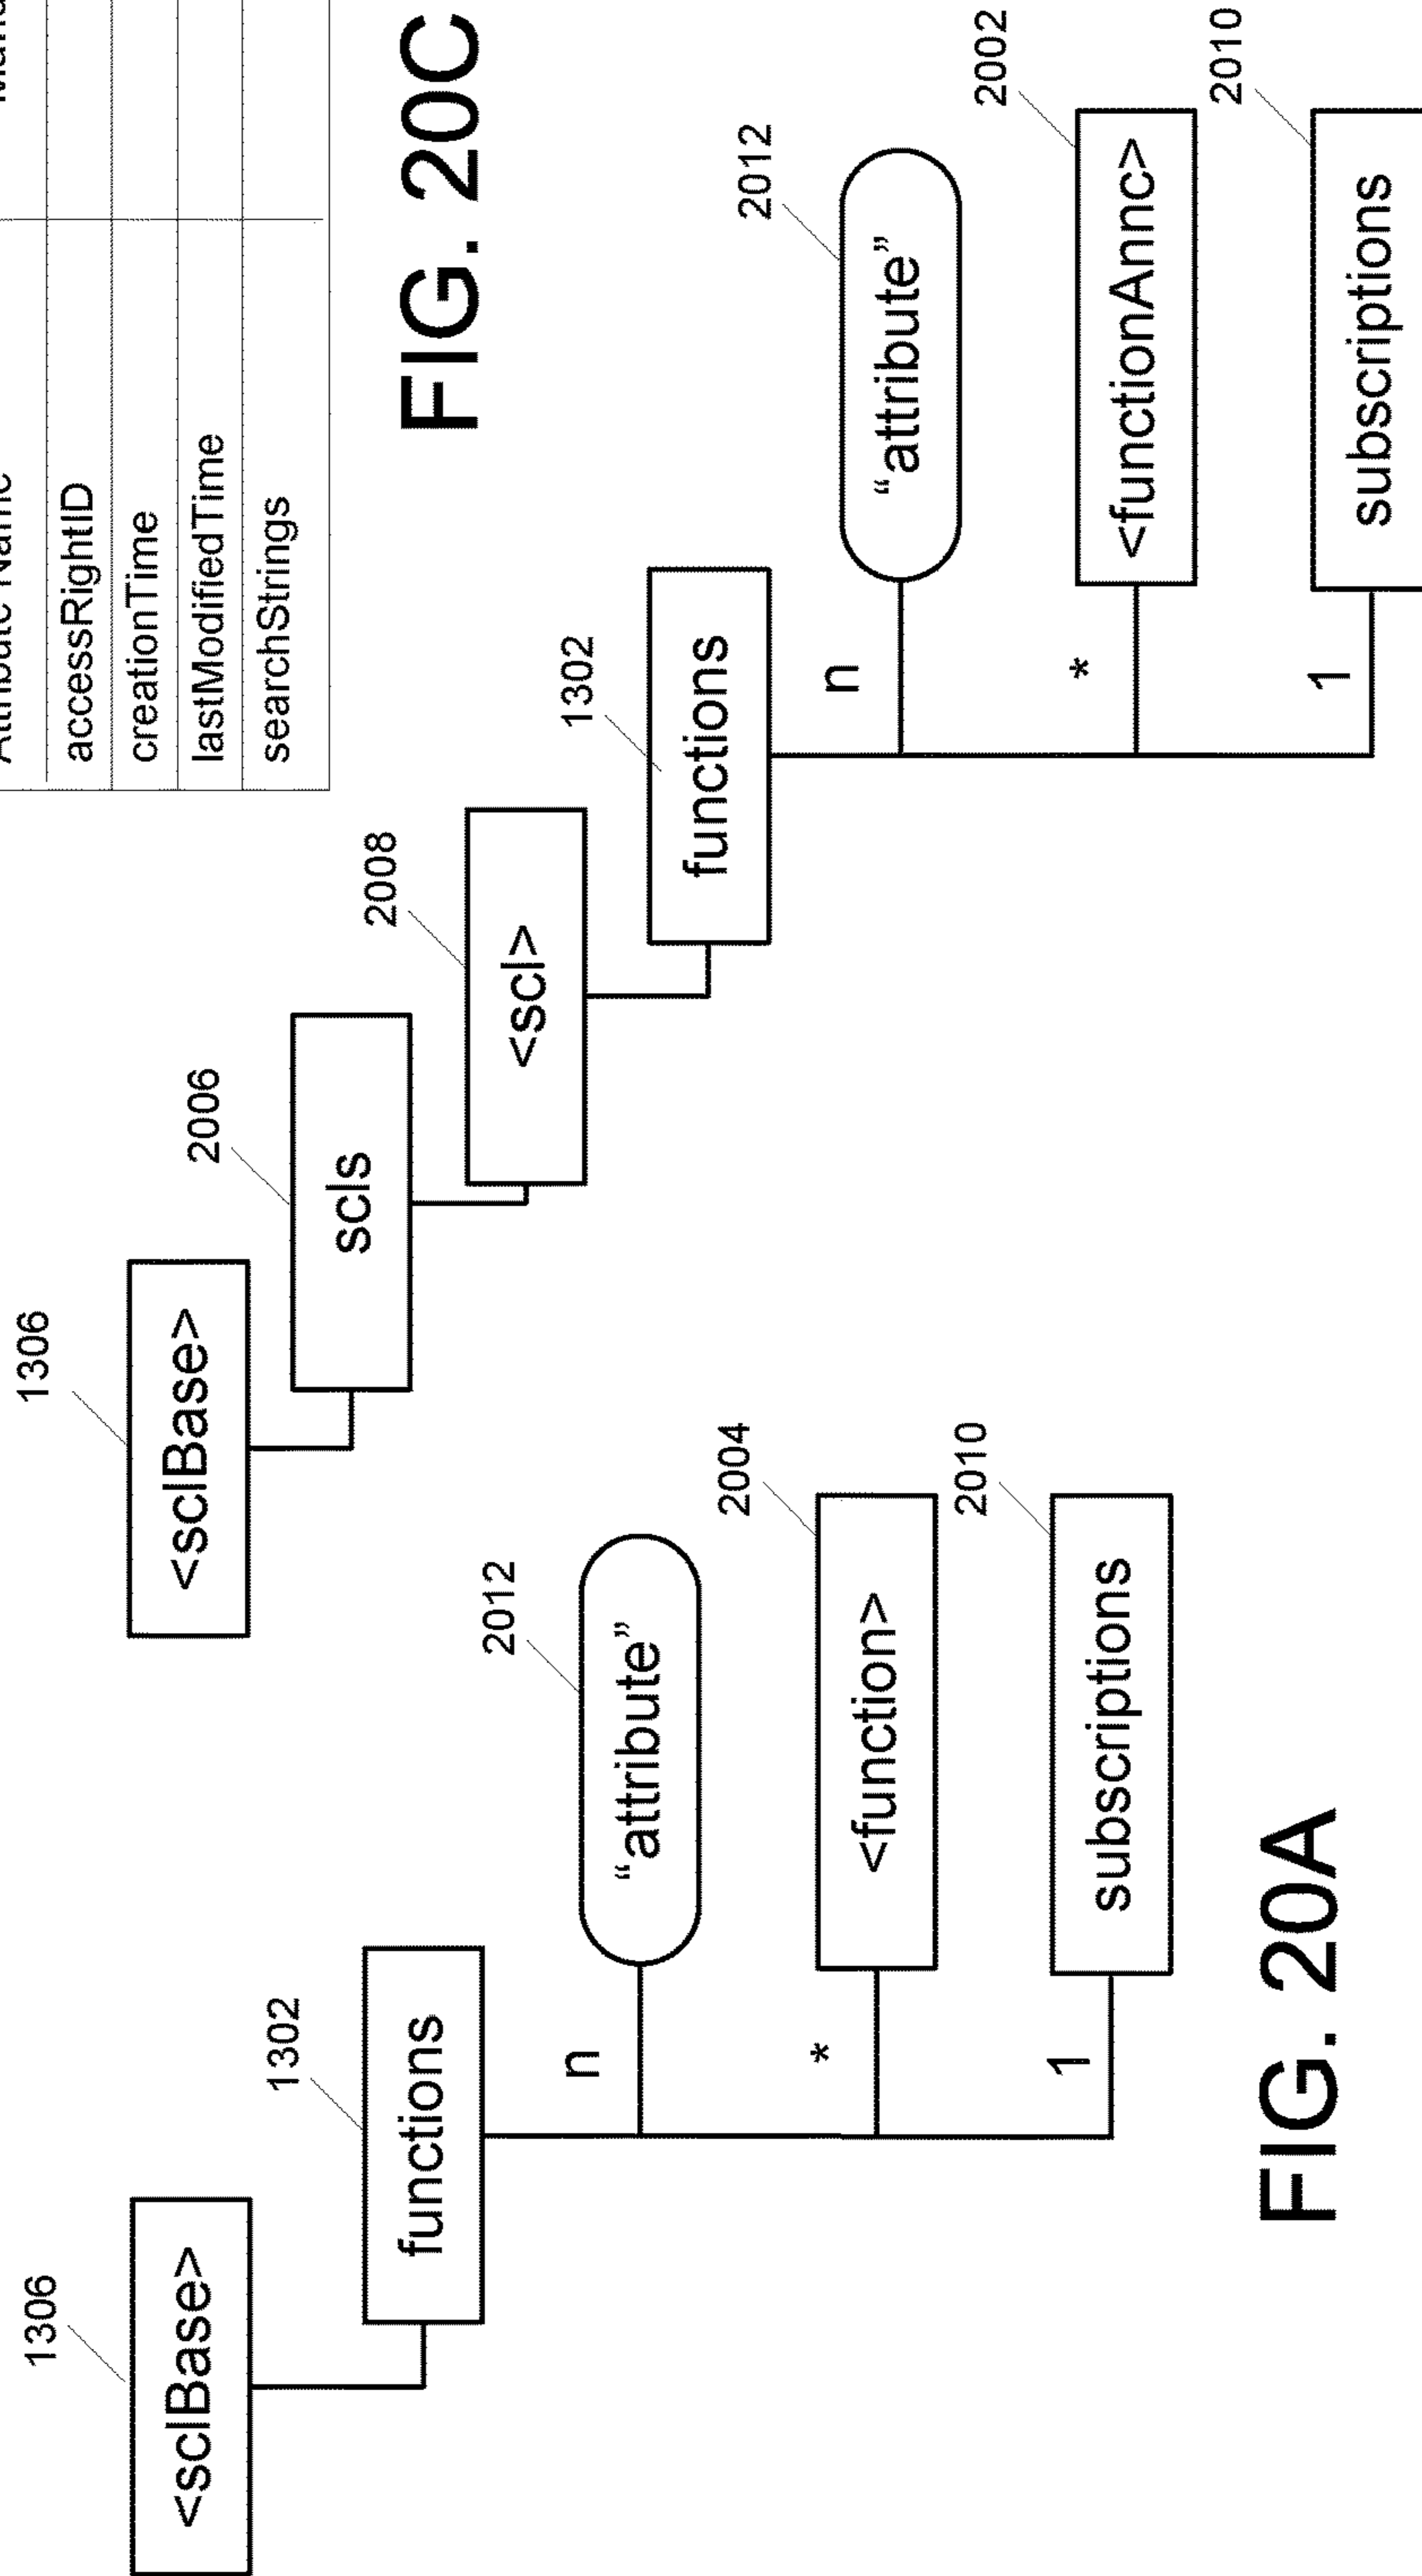 1306
<sclBase>
1302
functions
2012
n
“attribute”
2004
*
<function>
2010
1
subscriptions
FIG. 20A
1306
<sclBase>
2006
scls
2008
<scl>
1302
functions
2012
n
“attribute”
2002
*
<functionAnnc>
2010
1
subscriptions
Attribute Name
accessRightID
creationTime
lastModifiedTime
searchStrings
FIG. 20C